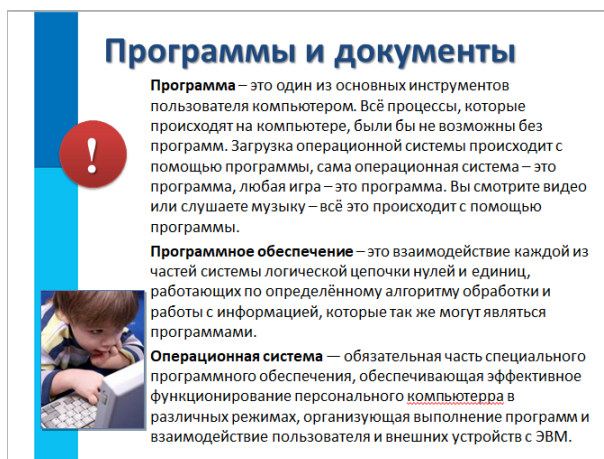 Программы и документы
Программа – это один из основных инструментов
пользователя компьютером. Всё процессы, которые
происходят на компьютере, были бы не возможны без
программ. Загрузка операционной системы происходит с
помощью программы, сама операционная система – это
программа, любая игра – это программа. Вы смотрите видео
или слушаете музыку – всё это происходит с помощью
программы.
Программное обеспечение – это взаимодействие каждой из
частей системы логической цепочки нулей и единиц,
работающих по определённому алгоритму обработки и
работы с информацией, которые так же могут являться
программами.
Операционная система — обязательная часть специального
программного обеспечения, обеспечивающая эффективное
функционирование персонального компьютерра в
различных режимах, организующая выполнение программ и
взаимодействие пользователя и внешних устройств с ЭВМ.
!